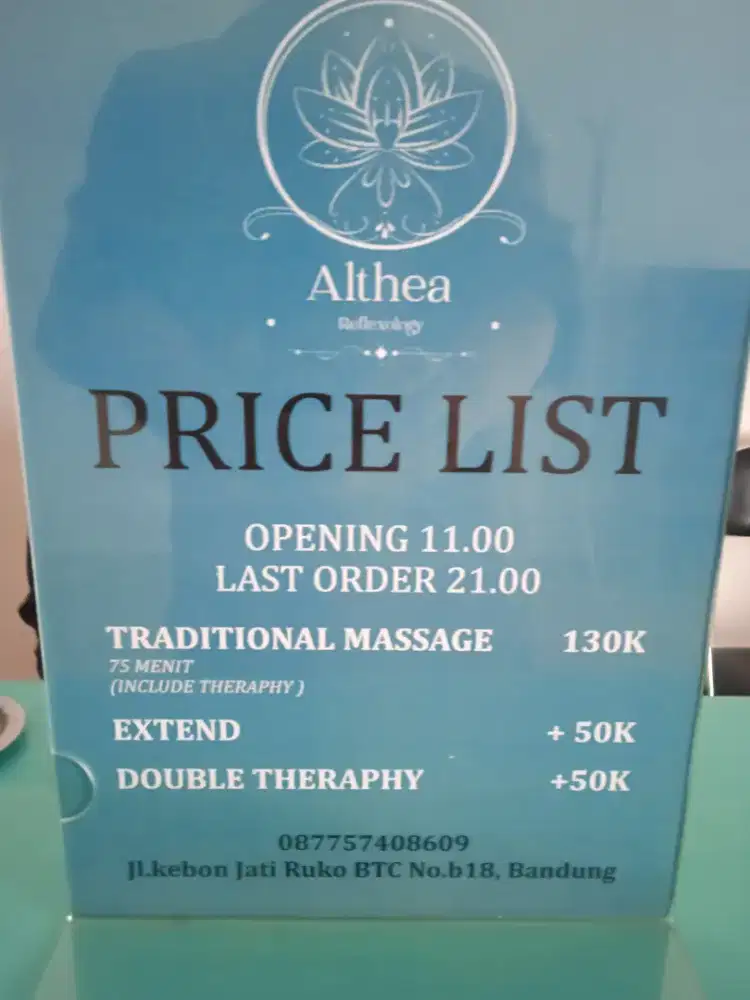 Althea
Reflexology
PRICE LIST
OPENING 11.00
LAST ORDER 21.00
TRADITIONAL MASSAGE 130K
75 MENIT
(INCLUDE THERAPHY )
EXTEND + 50K
DOUBLE THERAPHY +50K
087757408609
Jl.kebon Jati Ruko BTC No.b18, Bandung